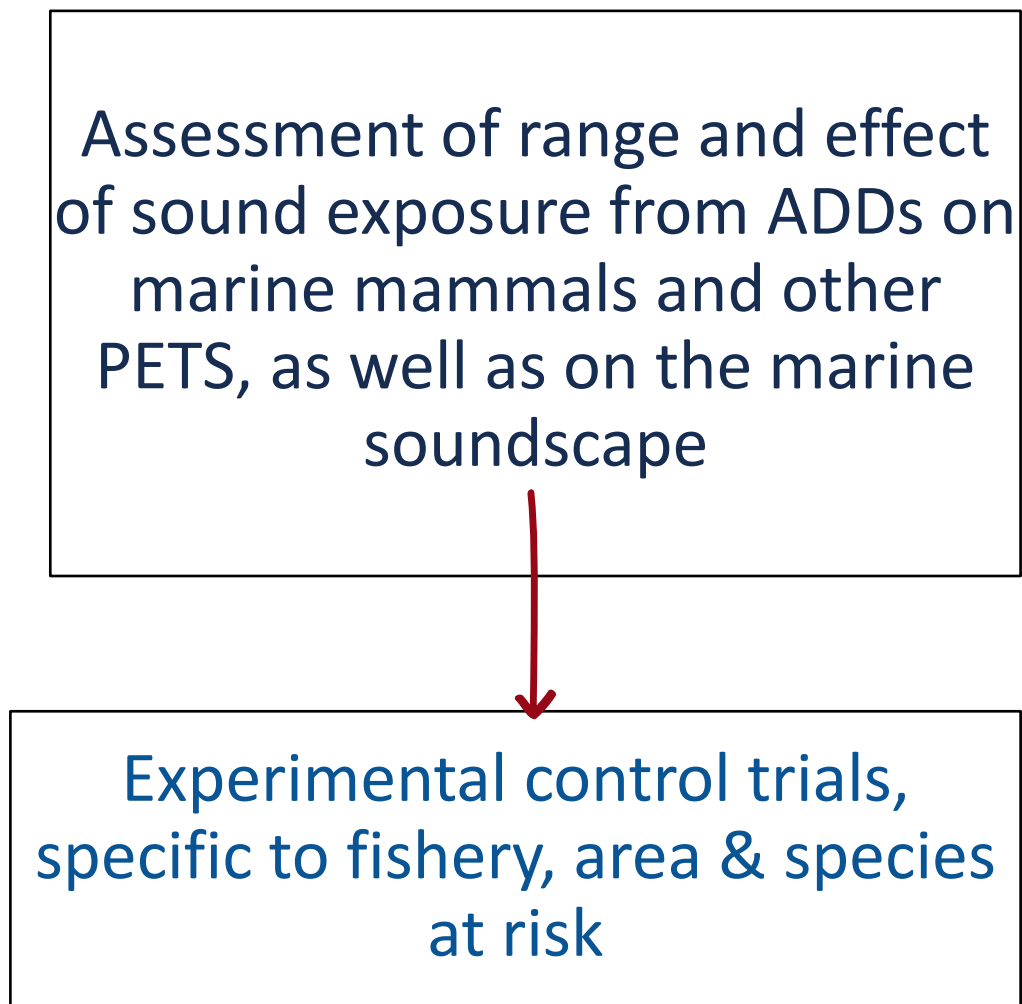 Assessment of range and effect
of sound exposure from ADDs on
marine mammals and other
PETS, as well as on the marine
soundscape
Experimental control trials,
specific to fishery, area & species
at risk